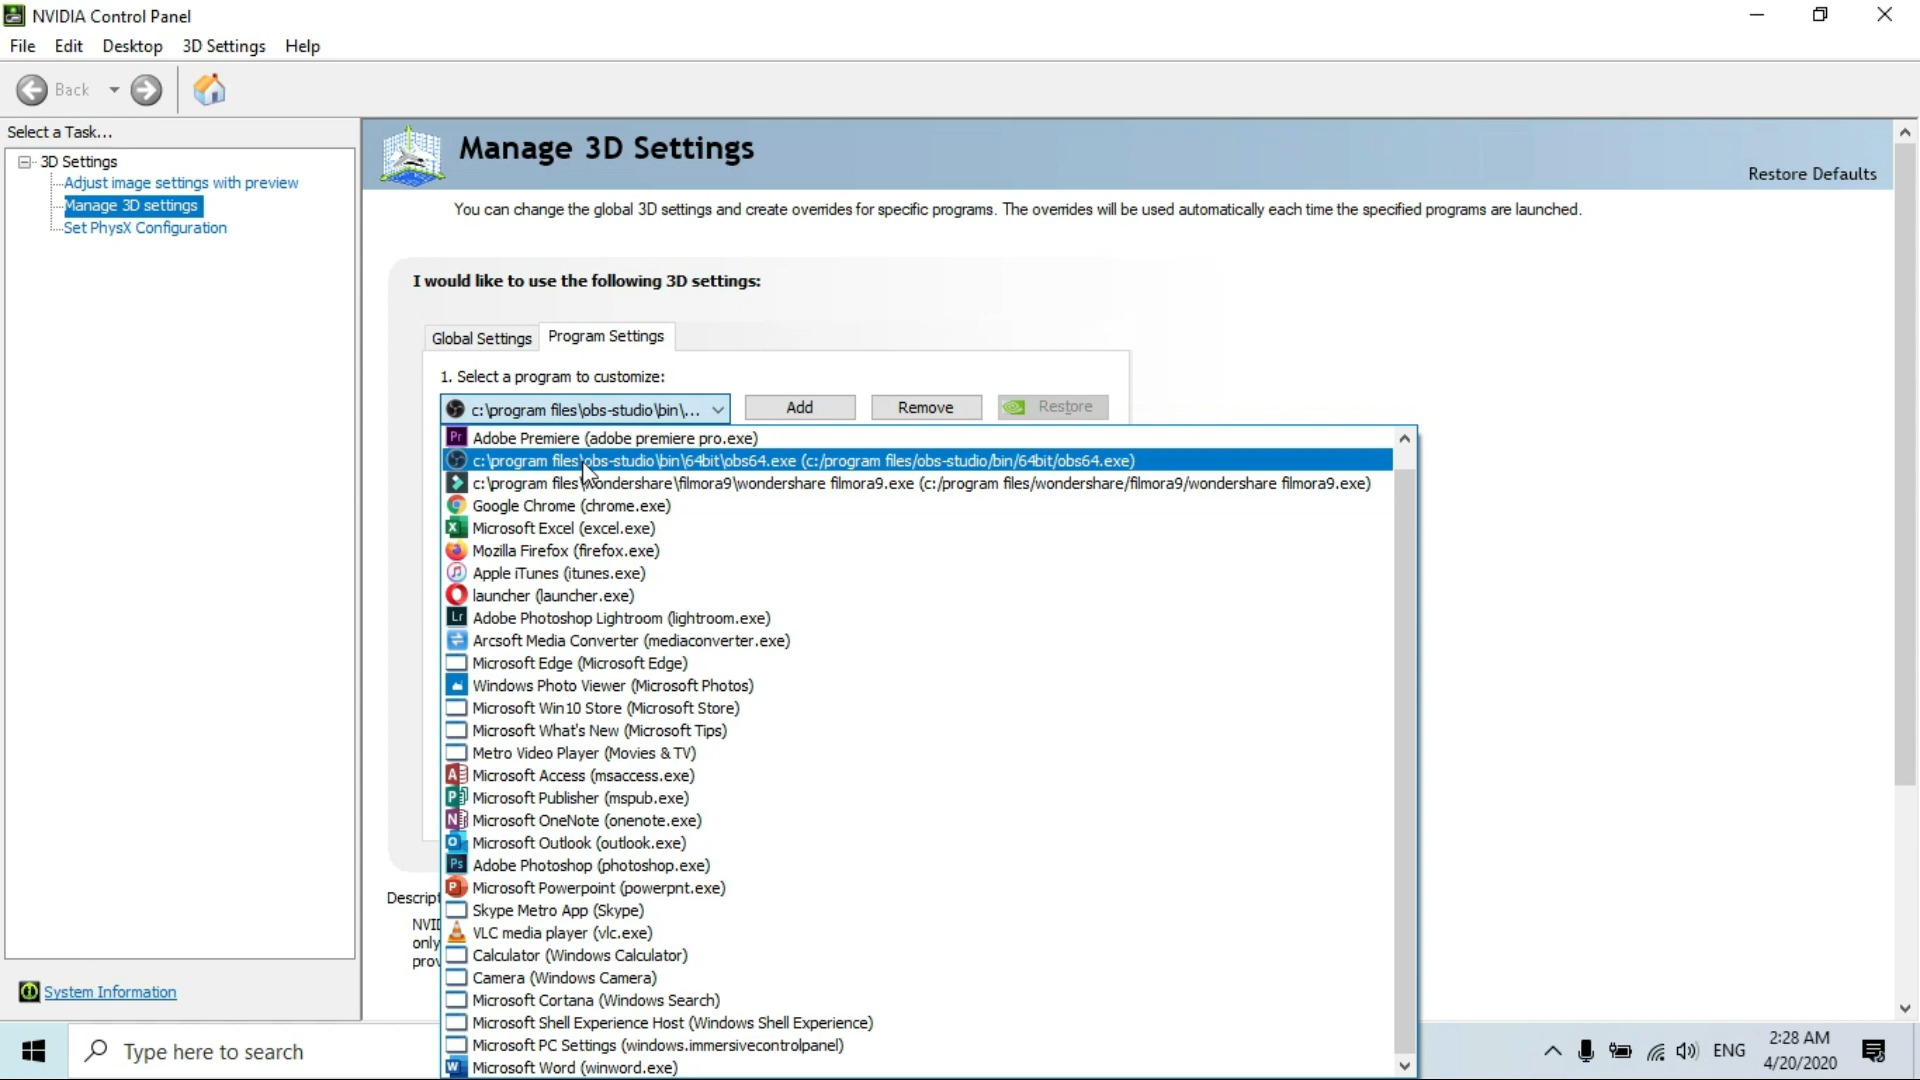 NVIDIA Control Panel
File Edit Desktop 3D Settings Help
Back
Select a Task...
3D Settings
Adjust image settings with preview
Manage 3D settings
Set PhysX Configuration
System Information
Manage 3D Settings
Restore Defaults
You can change the global 3D settings and create overrides for specific programs. The overrides will be used automatically each time the specified programs are launched.
I would like to use the following 3D settings:
Global Settings Program Settings
1. Select a program to customize:
c:\program files\obs-studio\bin\... Add Remove Restore
Pr Adobe Premiere (adobe premiere pro.exe)
c:\program files\obs-studio\bin\64bit\obs64.exe (c:/program files/obs-studio/bin/64bit/obs64.exe)
c:\program files\wondershare\filmora9\wondershare filmora9.exe (c:/program files/wondershare/filmora9/wondershare filmora9.exe)
Google Chrome (chrome.exe)
Microsoft Excel (excel.exe)
Mozilla Firefox (firefox.exe)
Apple iTunes (itunes.exe)
launcher (launcher.exe)
Lr Adobe Photoshop Lightroom (lightroom.exe)
Arcsoft Media Converter (mediaconverter.exe)
Microsoft Edge (Microsoft Edge)
Windows Photo Viewer (Microsoft Photos)
Microsoft Win10 Store (Microsoft Store)
Microsoft What's New (Microsoft Tips)
Metro Video Player (Movies & TV)
Microsoft Access (msaccess.exe)
Microsoft Publisher (mspub.exe)
Microsoft OneNote (onenote.exe)
Microsoft Outlook (outlook.exe)
Ps Adobe Photoshop (photoshop.exe)
Microsoft Powerpoint (powerpnt.exe)
Skype Metro App (Skype)
VLC media player (vlc.exe)
Calculator (Windows Calculator)
Camera (Windows Camera)
Microsoft Cortana (Windows Search)
Microsoft Shell Experience Host (Windows Shell Experience)
Microsoft PC Settings (windows.immersivecontrolpanel)
Microsoft Word (winword.exe)
Descript
NVI
only
prov
Type here to search
ENG
2:28 AM
4/20/2020